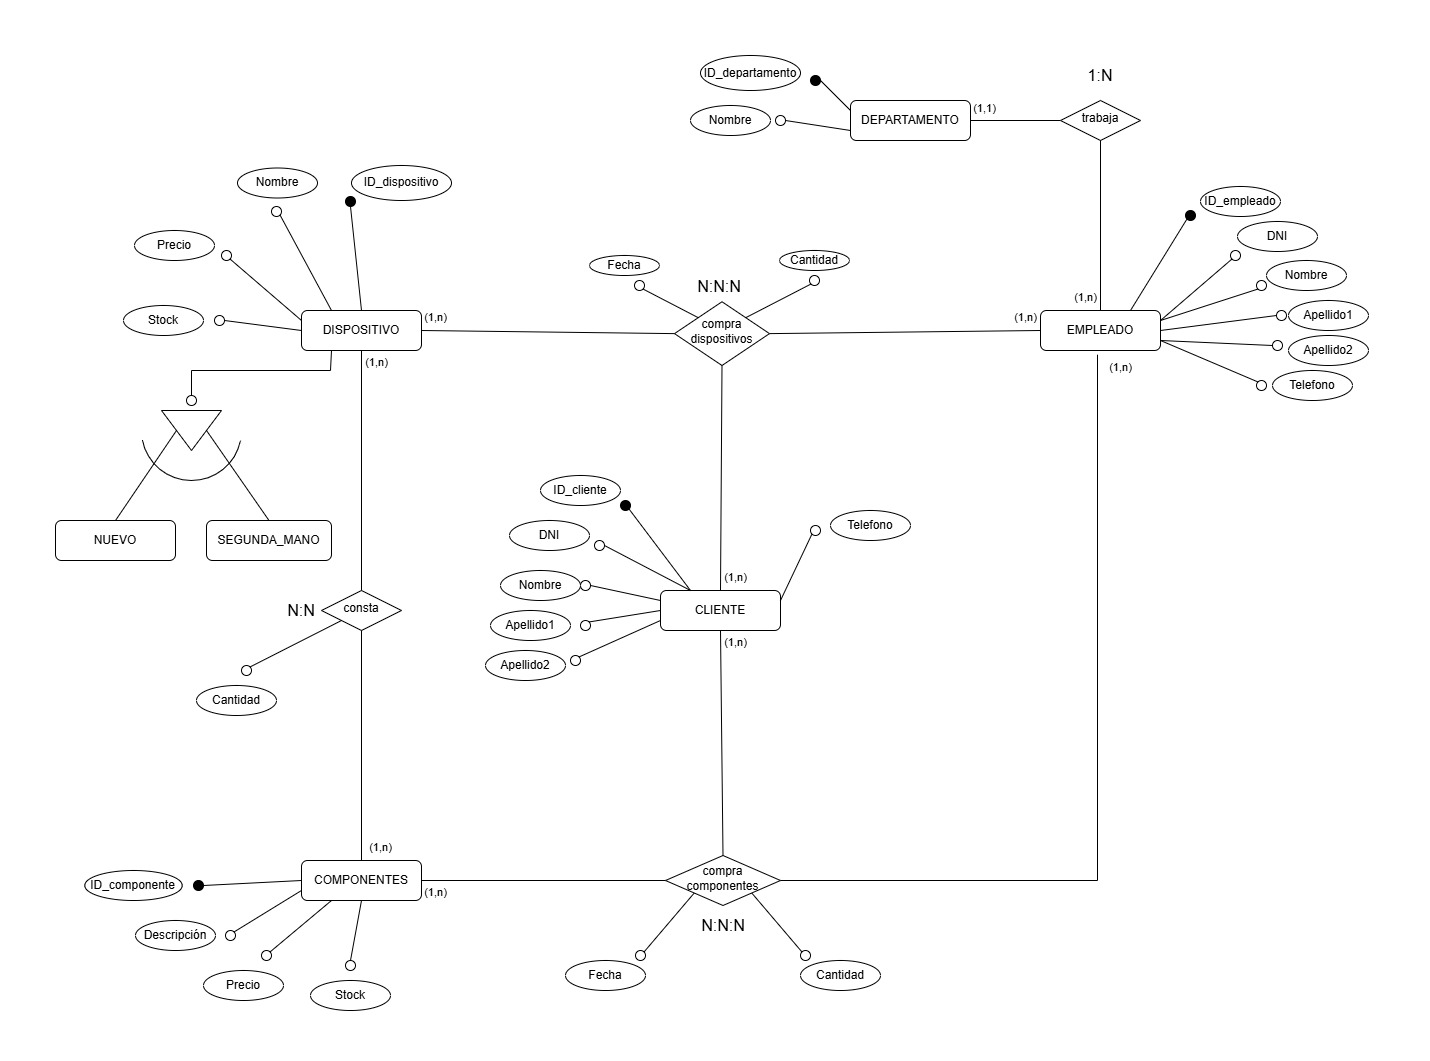 1:N
ID_departamento
(1,1)
DEPARTAMENTO
trabaja
Nombre
Nombre
ID_dispositivo
ID_empleado
DNI
Precio
Fecha
Cantidad
Nombre
N:N:N
(1,n)
Stock
DISPOSITIVO
(1,n)
compra
dispositivos
(1,n)
EMPLEADO
Apellido1
Apellido2
(1,n)
(1,n)
Telefono
ID_cliente
Telefono
DNI
NUEVO
SEGUNDA_MANO
(1,n)
Nombre
N:N
consta
CLIENTE
Apellido1
(1,n)
Apellido2
Cantidad
(1,n)
ID_componente
COMPONENTES
(1,n)
compra
componentes
N:N:N
Descripción
Precio
Stock
Fecha
Cantidad